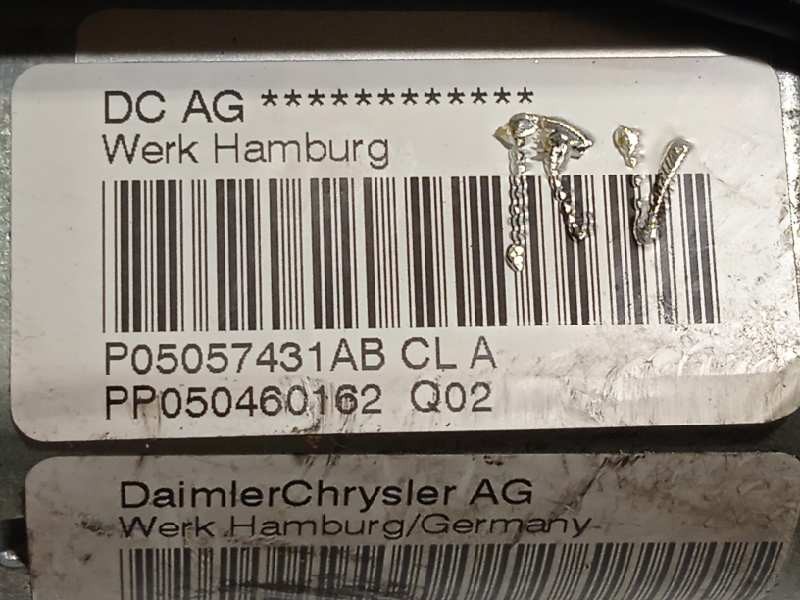 DC AG ************
Werk Hamburg
P05057431AB CL A
PP050460162 Q02
DaimlerChrysler AG
Werk Hamburg/Germany